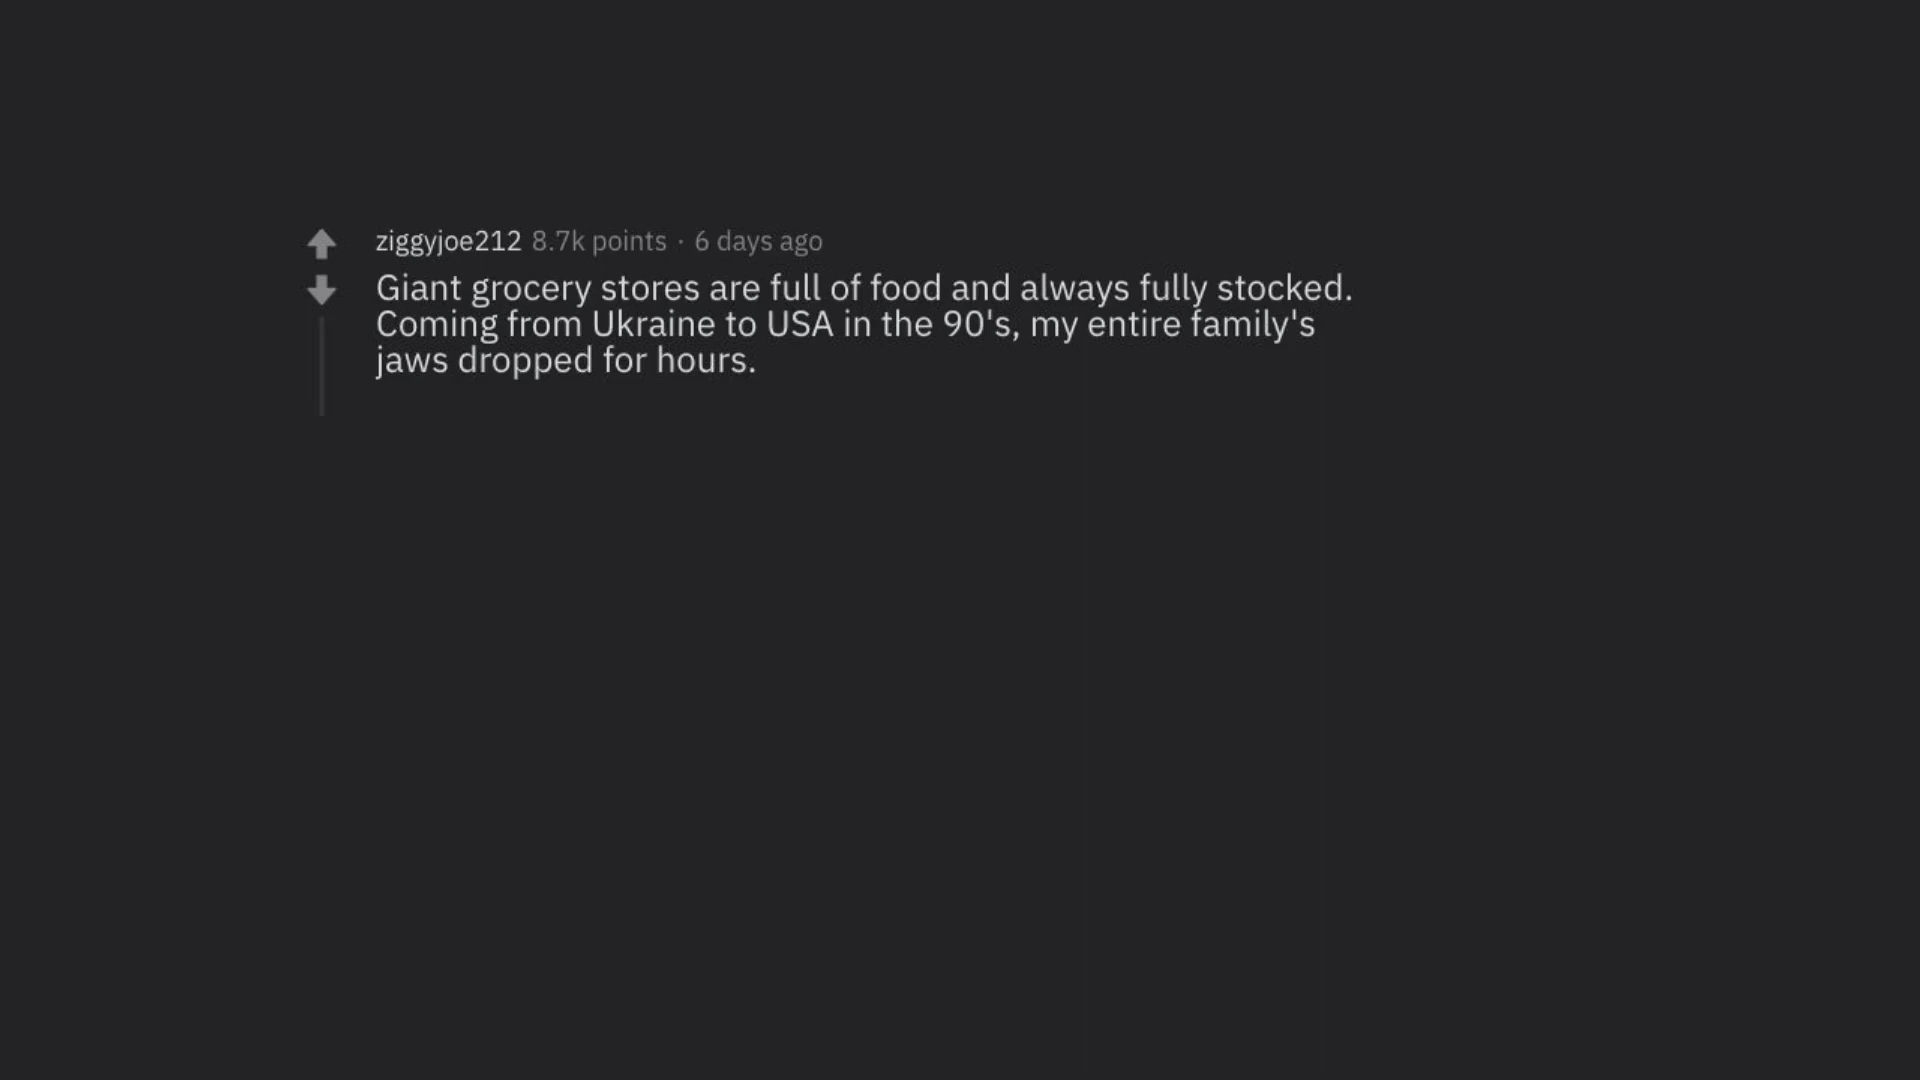 ziggyjoe212 8.7k points · 6 days ago
Giant grocery stores are full of food and always fully stocked.
Coming from Ukraine to USA in the 90's, my entire family's
jaws dropped for hours.